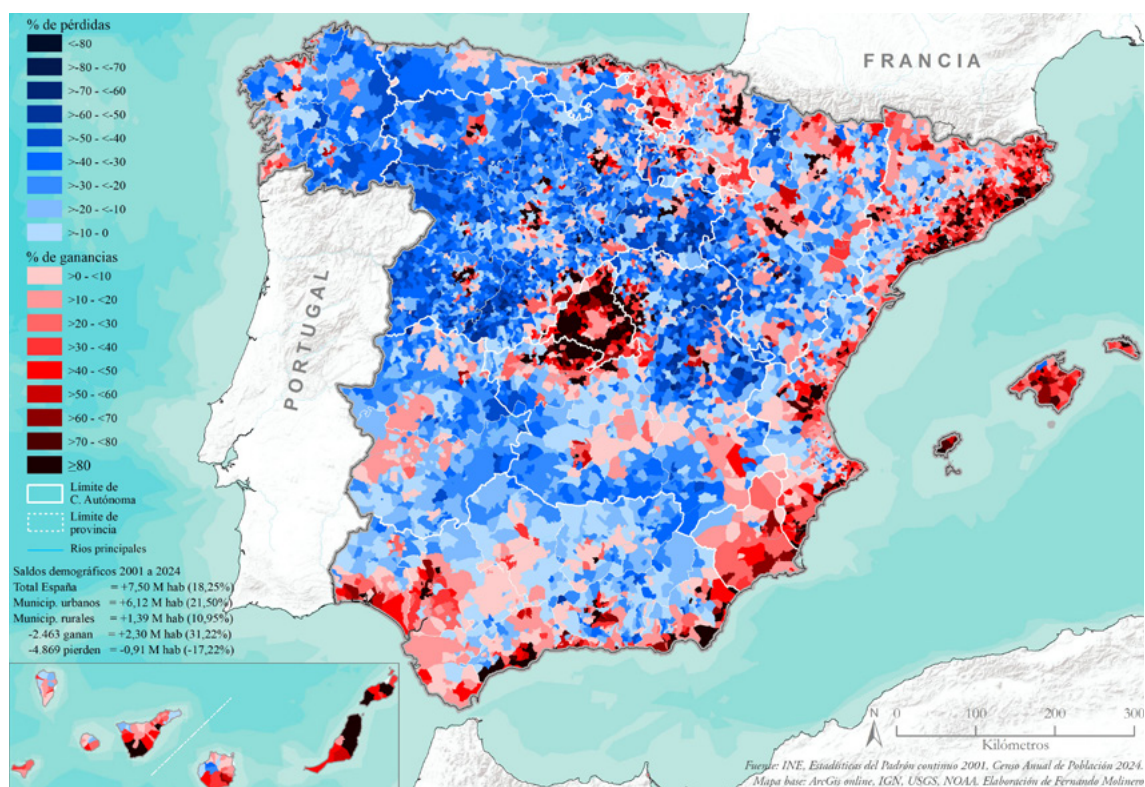 % de pérdidas
<-80
>-80 - <-70
>-70 - <-60
>-60 - <-50
>-50 - <-40
>-40 - <-30
>-30 - <-20
>-20 - <-10
>-10 - 0
% de ganancias
>0 - <10
>10 - <20
>20 - <30
>30 - <40
>40 - <50
>50 - <60
>60 - <70
>70 - <80
≥80
Límite de
C. Autónoma
Límite de
provincia
Ríos principales
Saldos demográficos 2001 a 2024
Total España = +7,50 M hab (18,25%)
Municip. urbanos = +6,12 M hab (21,50%)
Municip. rurales = +1,39 M hab (10,95%)
-2.463 ganan = +2,30 M hab (31,22%)
-4.869 pierden = -0,91 M hab (-17,22%)
FRANCIA
PORTUGAL
N 0 100 200 300
Kilómetros
Fuente: INE, Estadísticas del Padrón continuo 2001, Censo Anual de Población 2024.
Mapa base: ArcGis online, IGN, USGS, NOAA. Elaboración de Fernando Molinero